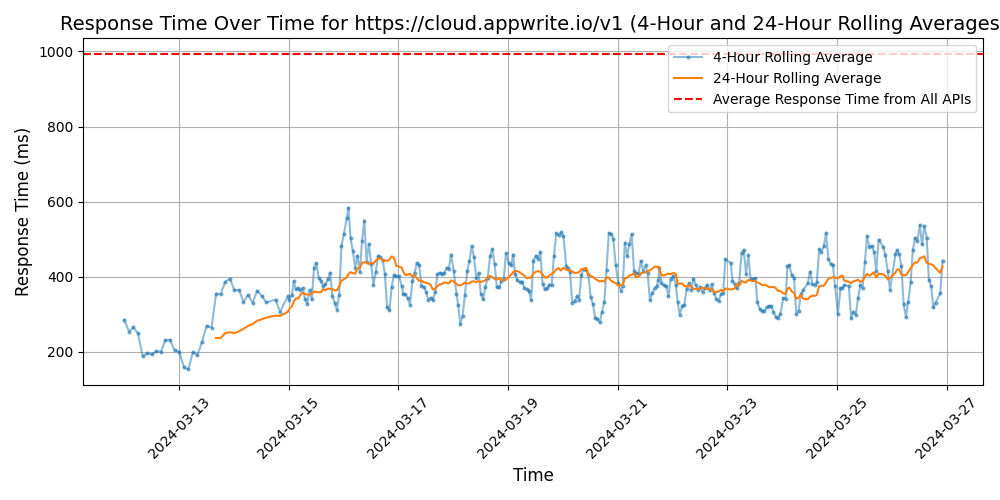 Response Time Over Time for https://cloud.appwrite.io/v1 (4-Hour and 24-Hour Rolling Averages
4-Hour Rolling Average
24-Hour Rolling Average
Average Response Time from All APIs
Response Time (ms)
1000
800
600
400
200
2024-03-13
2024-03-15
2024-03-17
2024-03-19
2024-03-21
2024-03-23
2024-03-25
2024-03-27
Time